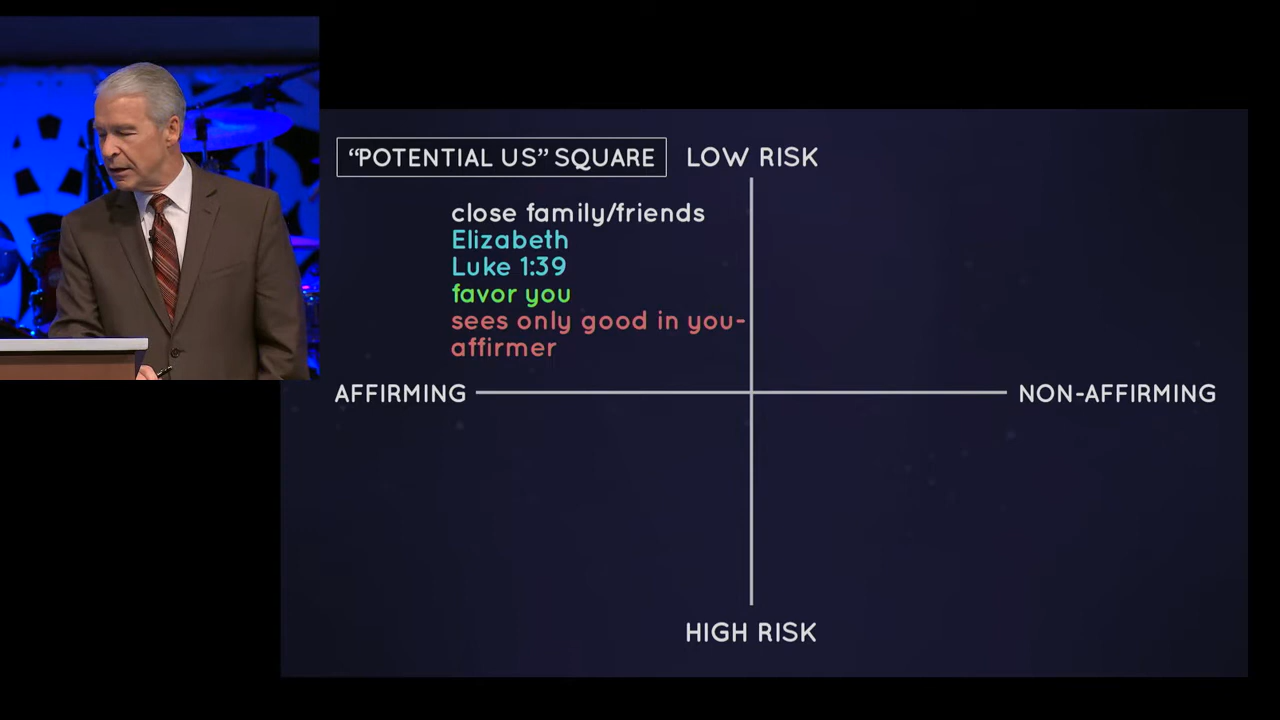 “POTENTIAL US” SQUARE
LOW RISK
close family/friends
Elizabeth
Luke 1:39
favor you
sees only good in you-
affirmer
AFFIRMING
NON-AFFIRMING
HIGH RISK